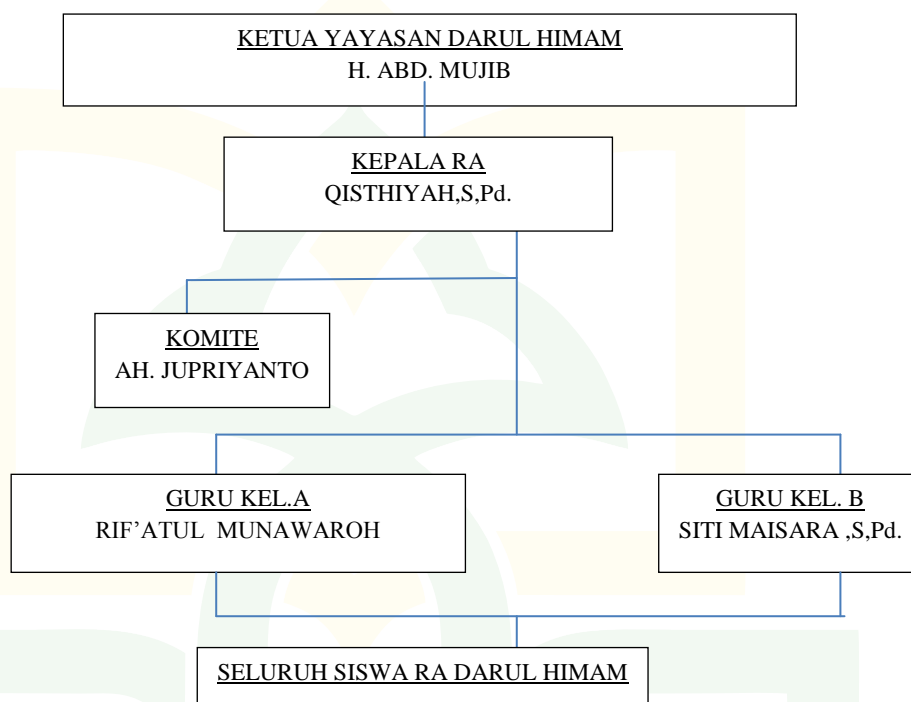 KETUA YAYASAN DARUL HIMAM
H. ABD. MUJIB
KEPALA RA
QISTHIYAH,S,Pd.
KOMITE
AH. JUPRIYANTO
GURU KEL.A
RIF’ATUL MUNAWAROH
GURU KEL. B
SITI MAISARA ,S,Pd.
SELURUH SISWA RA DARUL HIMAM